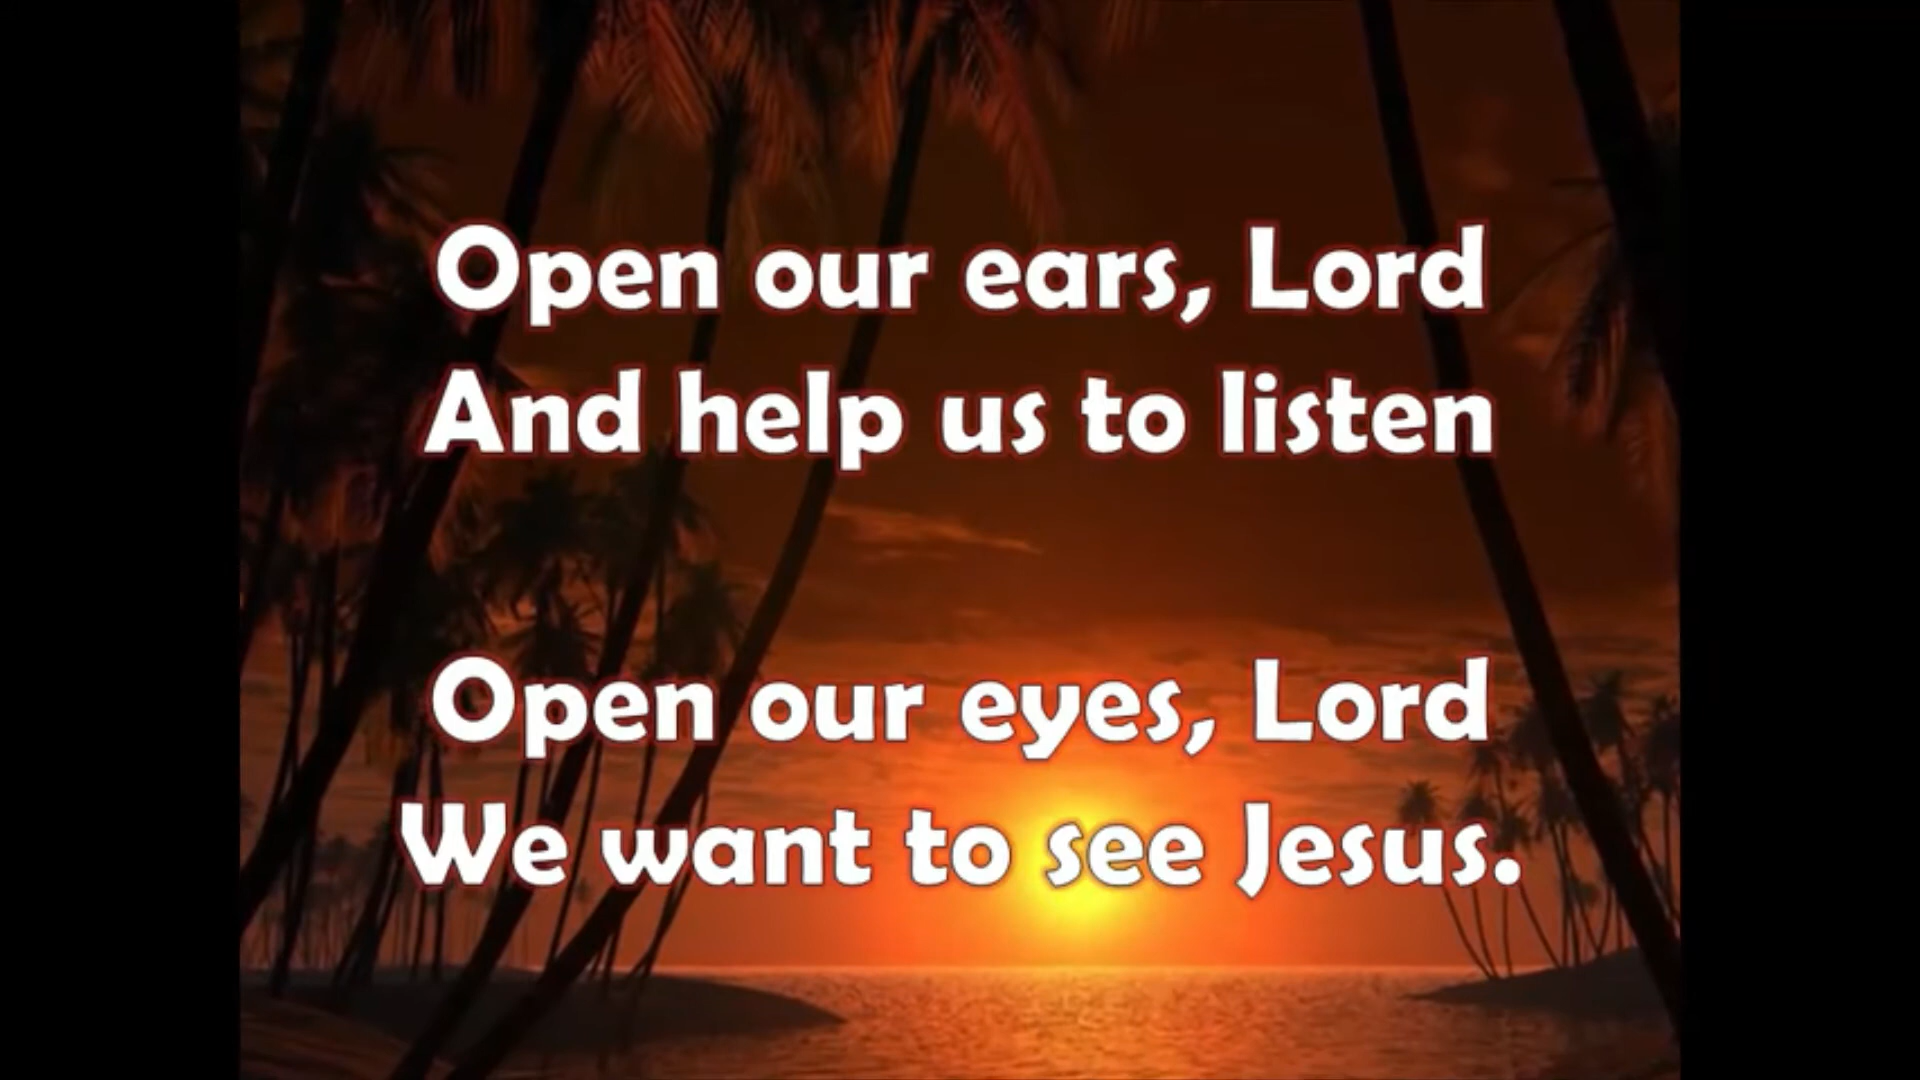 Open our ears, Lord
And help us to listen
Open our eyes, Lord
We want to see Jesus.